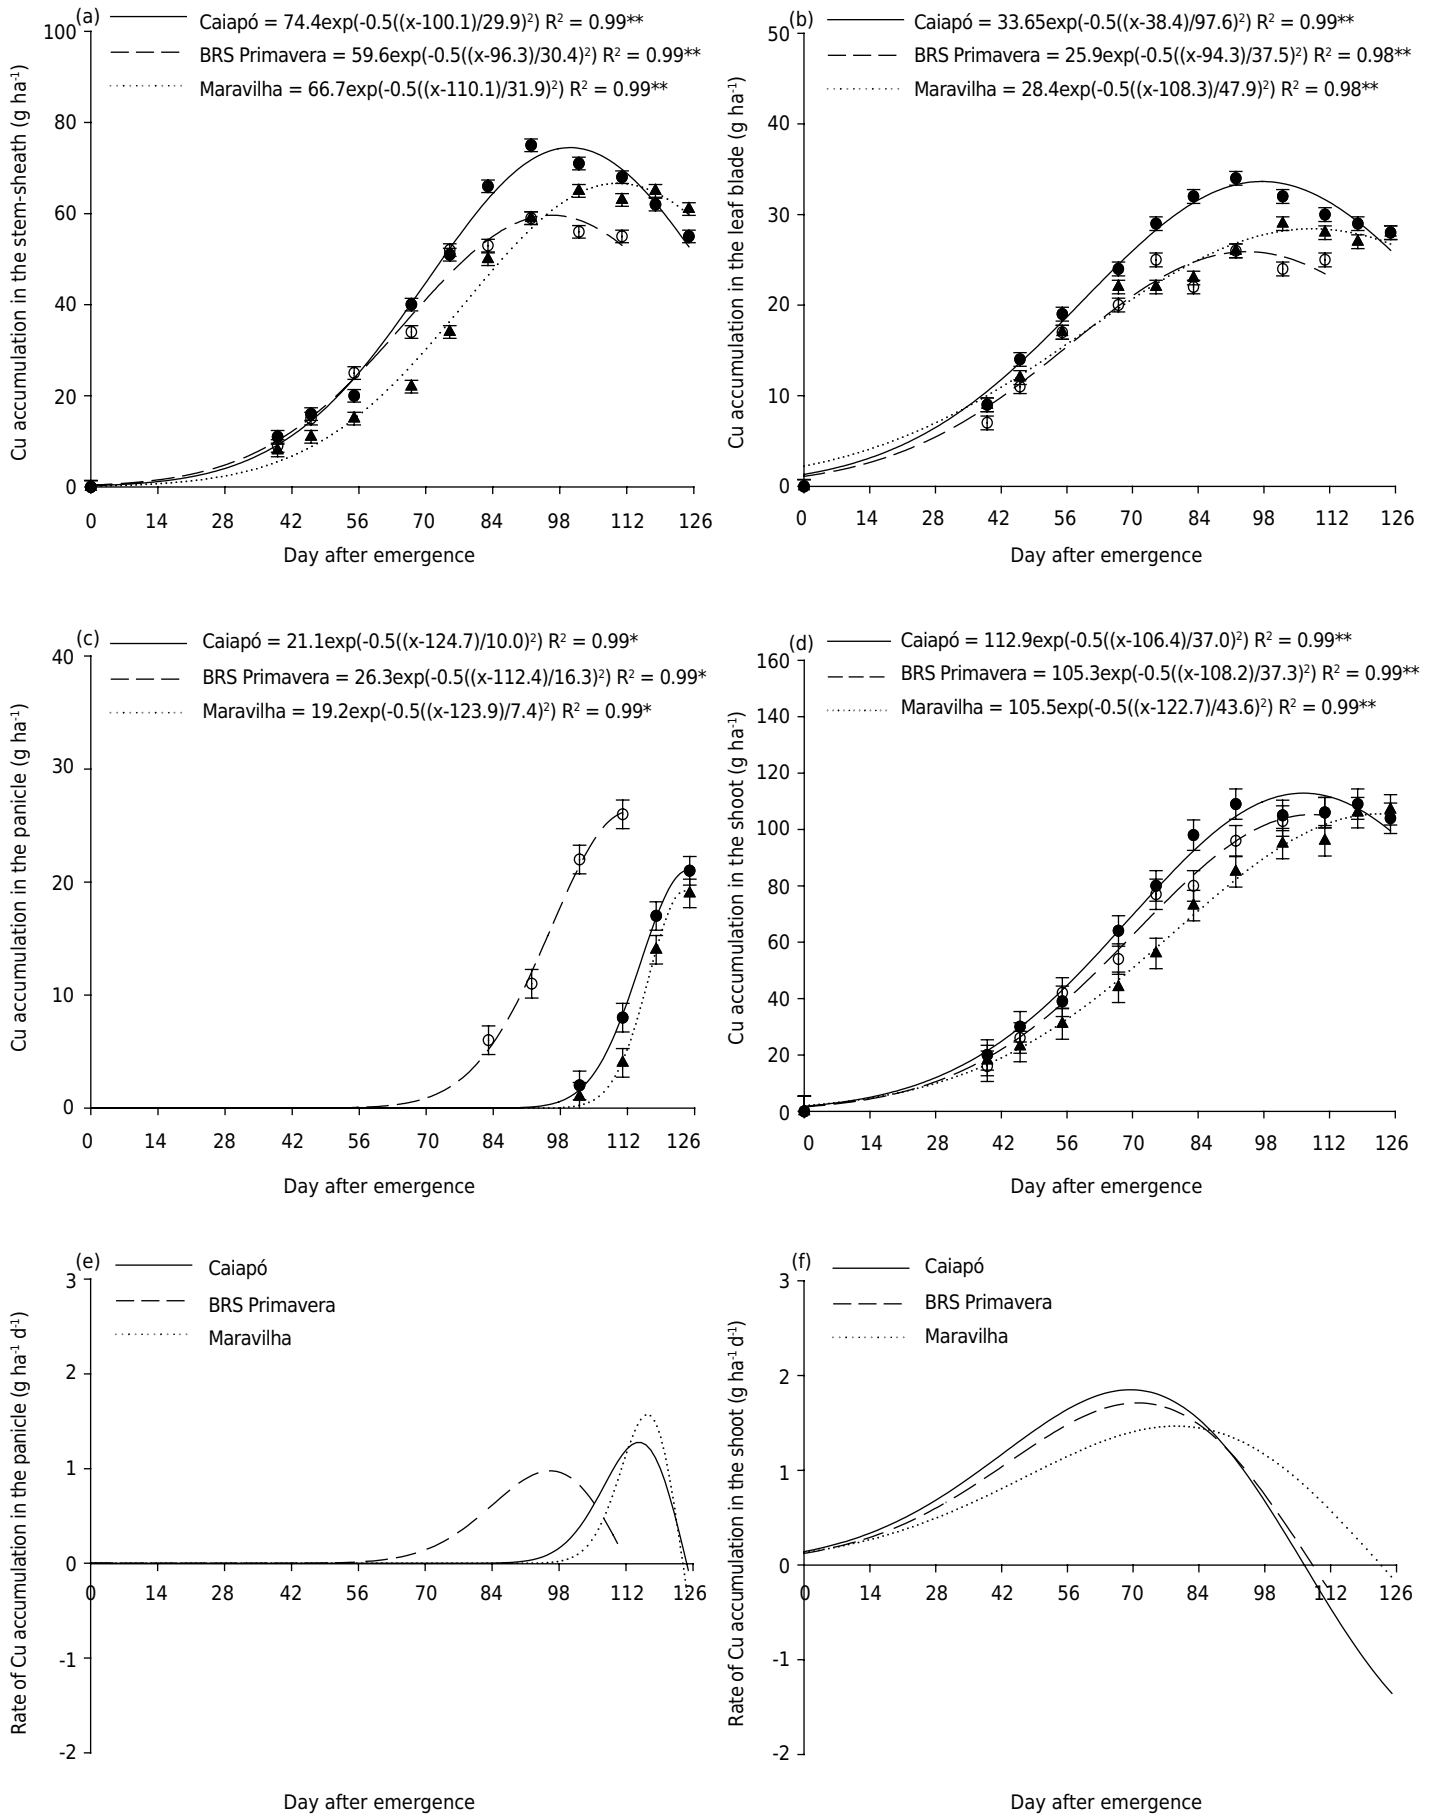 (a)
Caiapó = 74.4exp(-0.5((x-100.1)/29.9)²) R² = 0.99**
BRS Primavera = 59.6exp(-0.5((x-96.3)/30.4)²) R² = 0.99**
Maravilha = 66.7exp(-0.5((x-110.1)/31.9)²) R² = 0.99**
Cu accumulation in the stem-sheath (g ha⁻¹)
100
80
60
40
20
0
0 14 28 42 56 70 84 98 112 126
Day after emergence
(b)
Caiapó = 33.65exp(-0.5((x-38.4)/97.6)²) R² = 0.99**
BRS Primavera = 25.9exp(-0.5((x-94.3)/37.5)²) R² = 0.98**
Maravilha = 28.4exp(-0.5((x-108.3)/47.9)²) R² = 0.98**
Cu accumulation in the leaf blade (g ha⁻¹)
50
40
30
20
10
0
0 14 28 42 56 70 84 98 112 126
Day after emergence
(c)
Caiapó = 21.1exp(-0.5((x-124.7)/10.0)²) R² = 0.99*
BRS Primavera = 26.3exp(-0.5((x-112.4)/16.3)²) R² = 0.99*
Maravilha = 19.2exp(-0.5((x-123.9)/7.4)²) R² = 0.99*
Cu accumulation in the panicle (g ha⁻¹)
40
30
20
10
0
0 14 28 42 56 70 84 98 112 126
Day after emergence
(d)
Caiapó = 112.9exp(-0.5((x-106.4)/37.0)²) R² = 0.99**
BRS Primavera = 105.3exp(-0.5((x-108.2)/37.3)²) R² = 0.99**
Maravilha = 105.5exp(-0.5((x-122.7)/43.6)²) R² = 0.99**
Cu accumulation in the shoot (g ha⁻¹)
160
140
120
100
80
60
40
20
0
0 14 28 42 56 70 84 98 112 126
Day after emergence
(e)
Caiapó
BRS Primavera
Maravilha
Rate of Cu accumulation in the panicle (g ha⁻¹ d⁻¹)
3
2
1
0
-1
-2
0 14 28 42 56 70 84 98 112 126
Day after emergence
(f)
Caiapó
BRS Primavera
Maravilha
Rate of Cu accumulation in the shoot (g ha⁻¹ d⁻¹)
3
2
1
0
-1
-2
0 14 28 42 56 70 84 98 112 126
Day after emergence